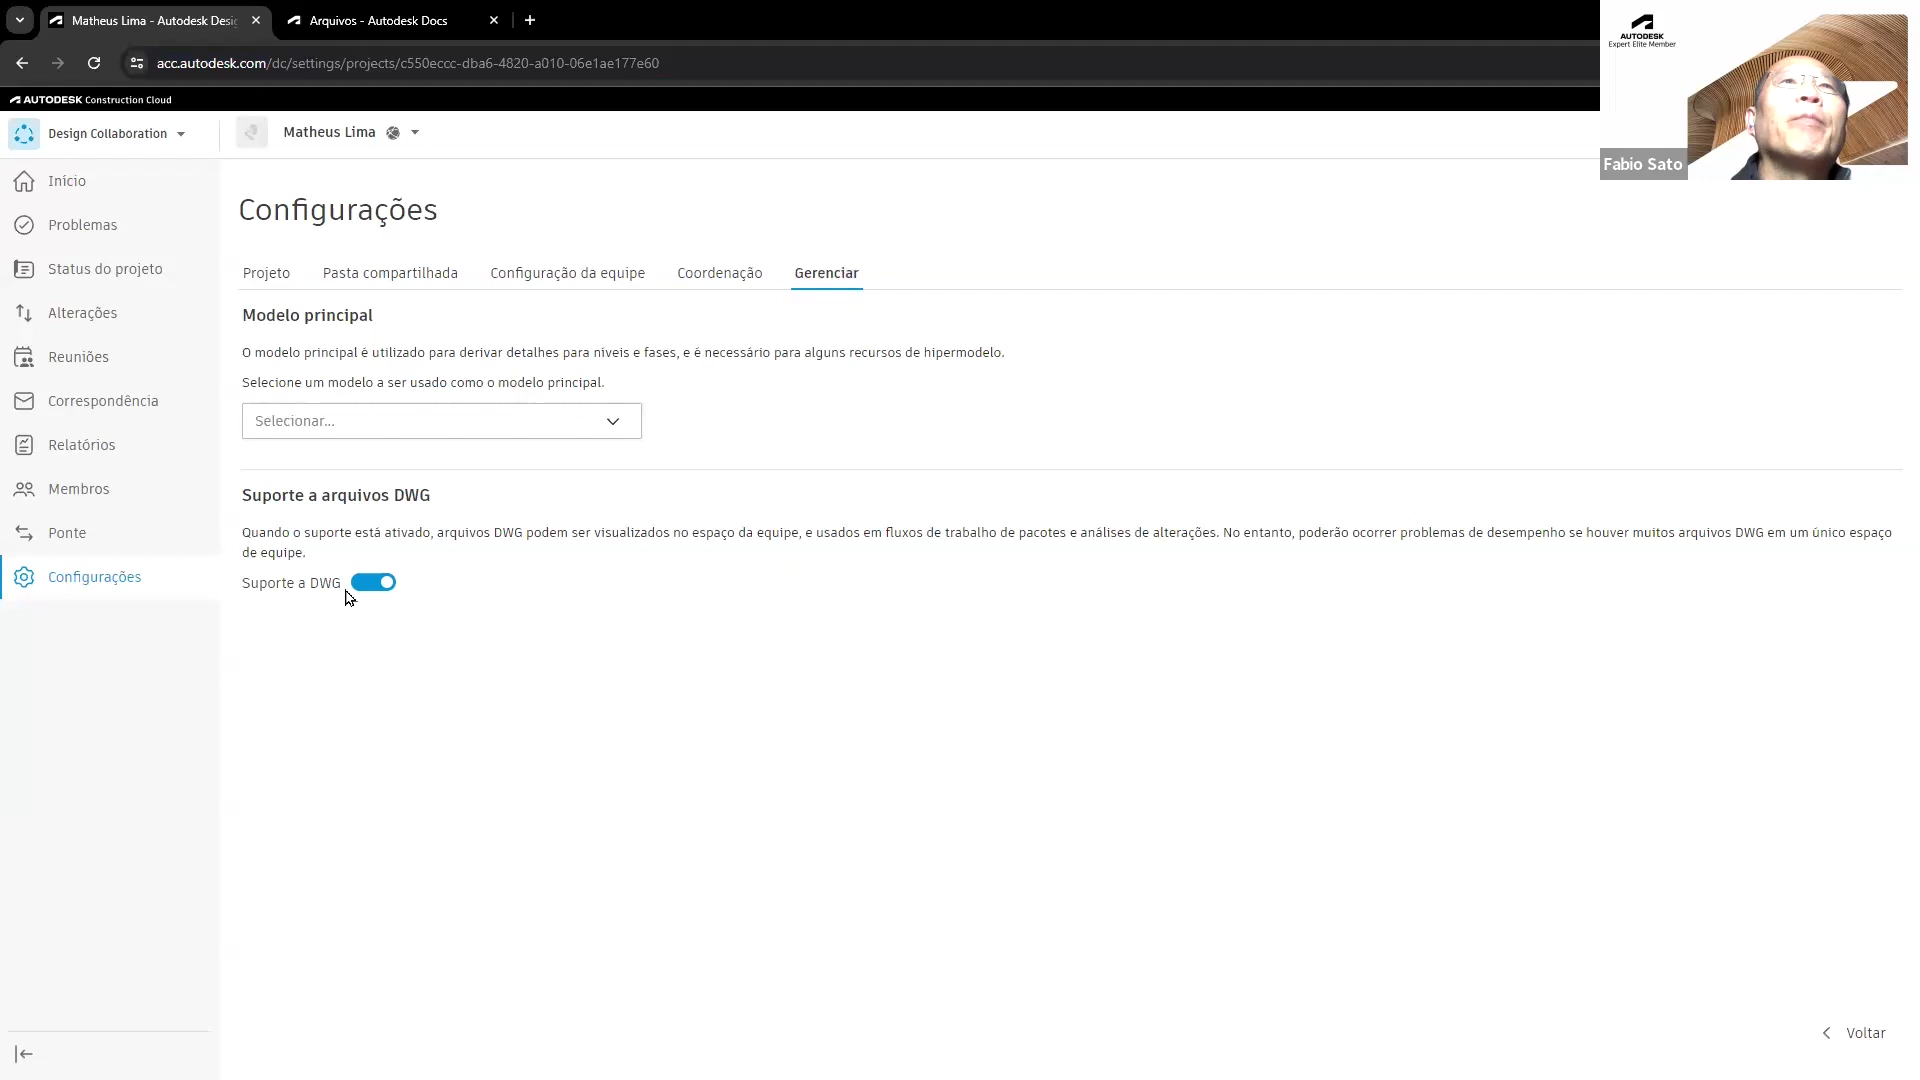 Matheus Lima - Autodesk Desi
Arquivos - Autodesk Docs
acc.autodesk.com/dc/settings/projects/c550eccc-dba6-4820-a010-06e1ae177e60
AUTODESK
Expert Elite Member
Fabio Sato
AUTODESK Construction Cloud
Design Collaboration
Matheus Lima
Início
Problemas
Status do projeto
Alterações
Reuniões
Correspondência
Relatórios
Membros
Ponte
Configurações
Configurações
Projeto
Pasta compartilhada
Configuração da equipe
Coordenação
Gerenciar
Modelo principal
O modelo principal é utilizado para derivar detalhes para níveis e fases, e é necessário para alguns recursos de hipermodelo.
Selecione um modelo a ser usado como o modelo principal.
Selecionar...
Suporte a arquivos DWG
Quando o suporte está ativado, arquivos DWG podem ser visualizados no espaço da equipe, e usados em fluxos de trabalho de pacotes e análises de alterações. No entanto, poderão ocorrer problemas de desempenho se houver muitos arquivos DWG em um único espaço
de equipe.
Suporte a DWG
Voltar